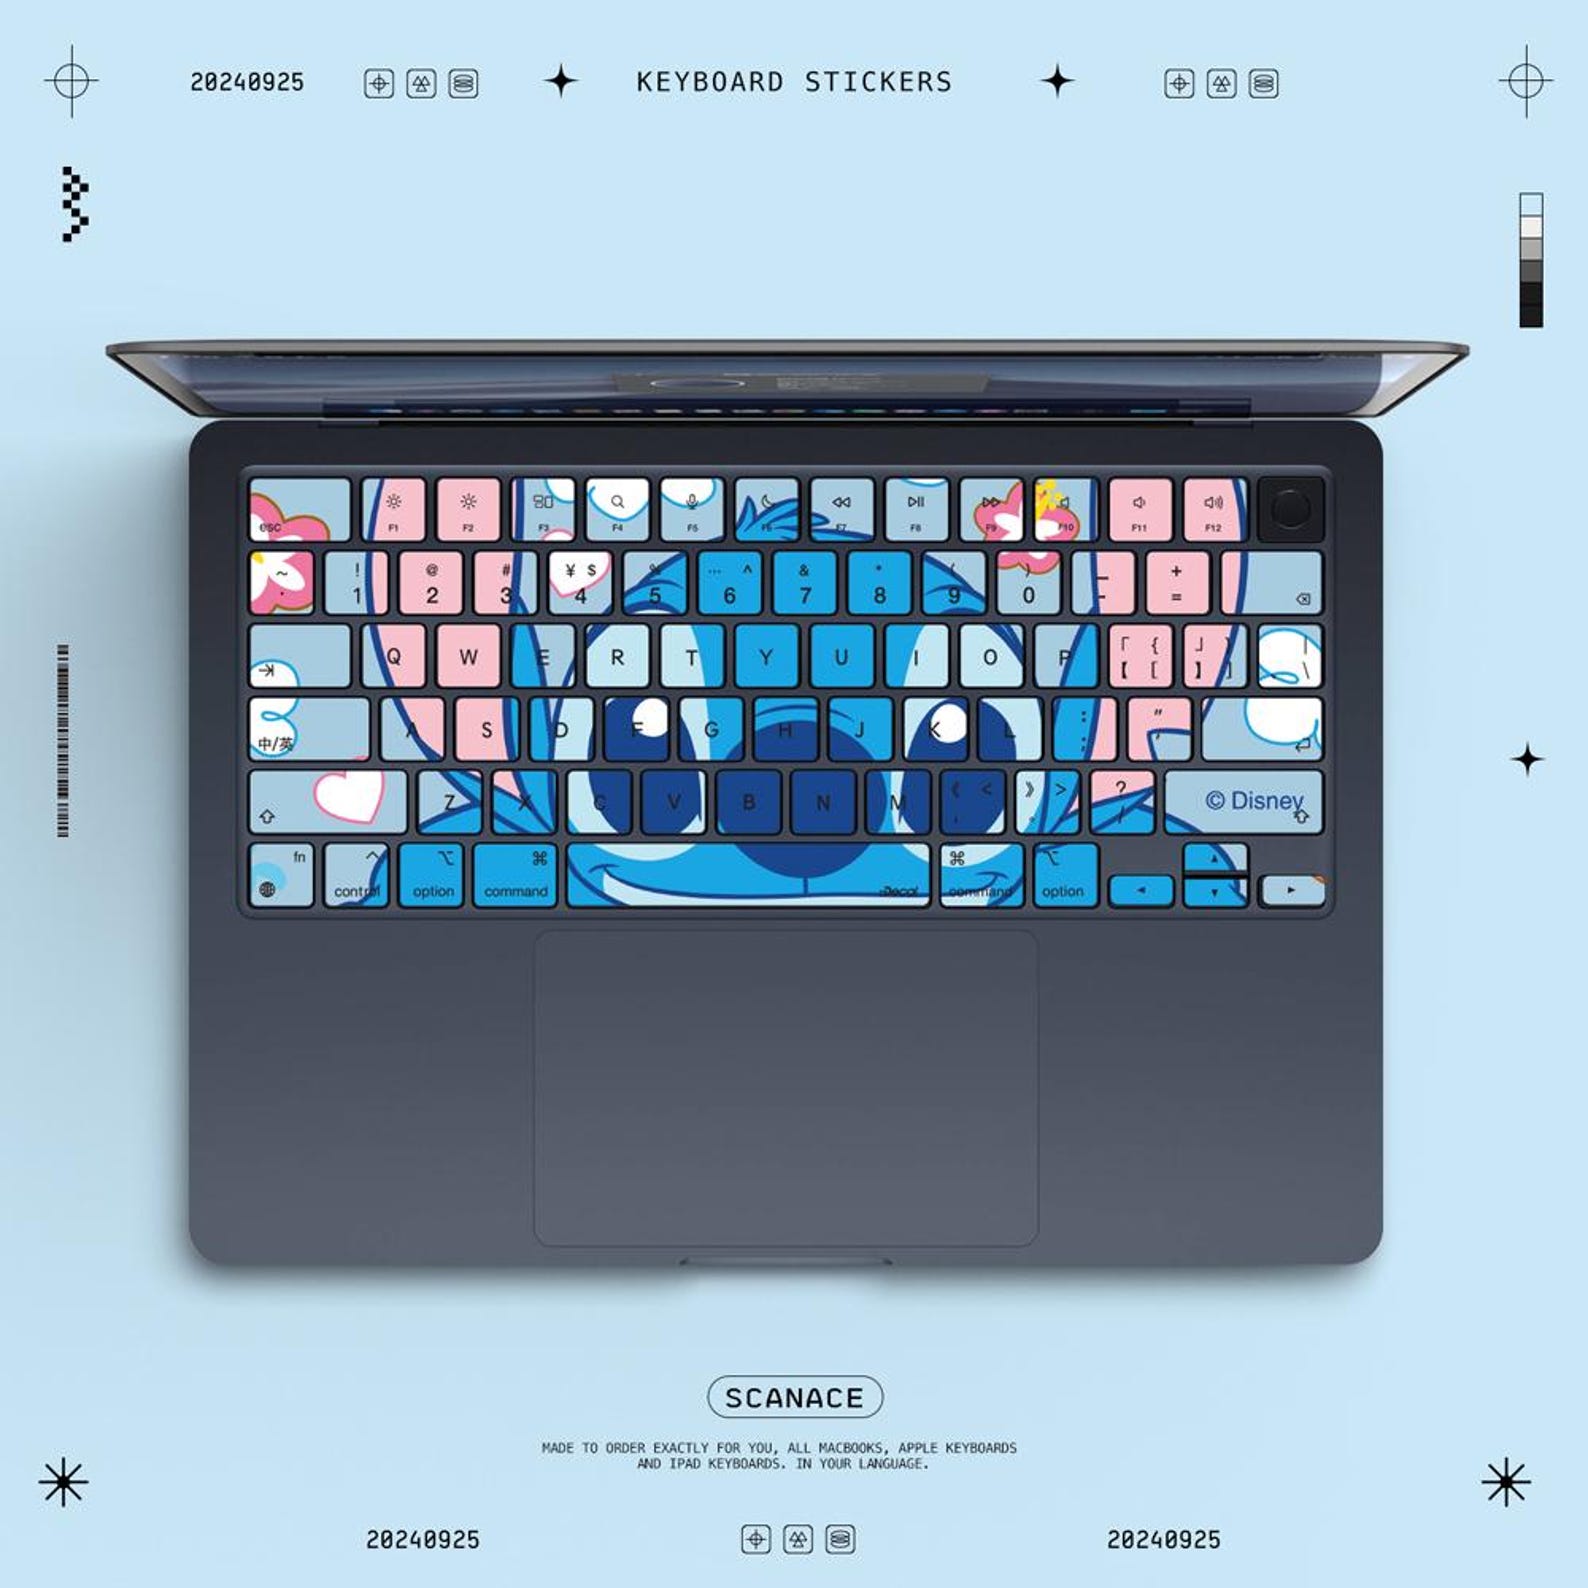 20240925 KEYBOARD STICKERS
esc F1 F2 F3 F4 F5 F6 F7 F8 F9 F10 F11 F12
~ ! @ # ¥ $ % … ^ & * ( ) — +
· 1 2 3 4 5 6 7 8 9 0 - =
Q W E R T Y U I O P 「 { 」 } |
【 [ 】 ] \
中/英 A S D F G H J K L : ; " '
Z X C V B N M 《 < , 》 > 。 ? / © Disney
fn control option command Decal command option
SCANACE
MADE TO ORDER EXACTLY FOR YOU, ALL MACBOOKS, APPLE KEYBOARDS
AND IPAD KEYBOARDS. IN YOUR LANGUAGE.
20240925 20240925